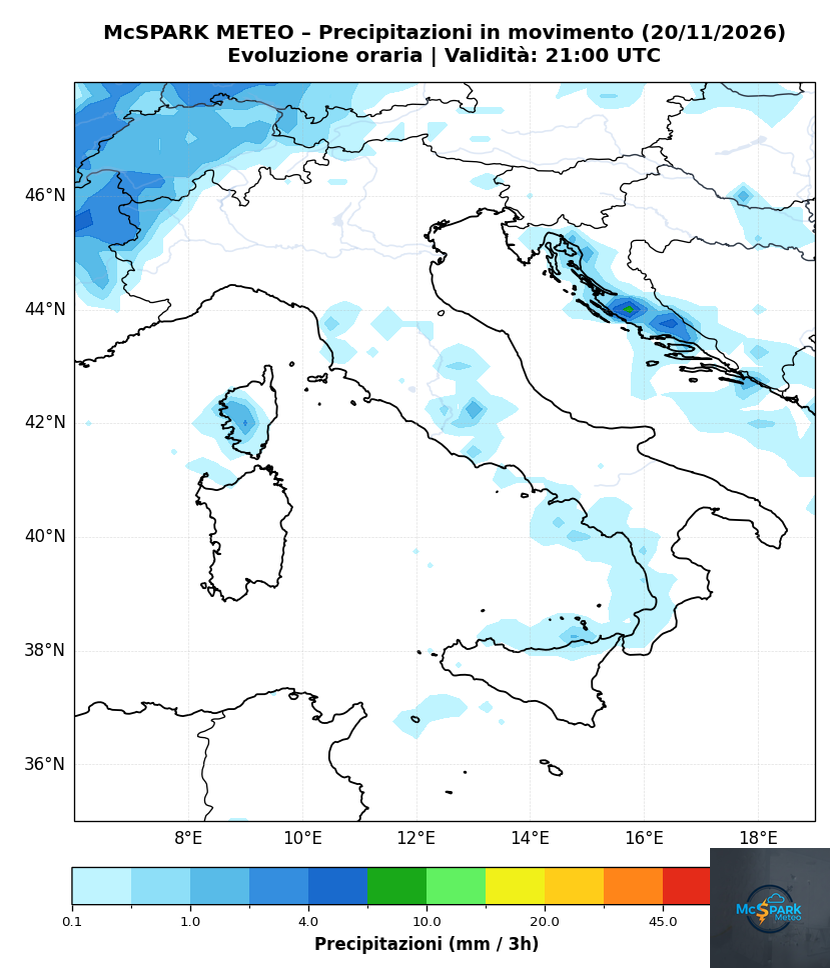 McSPARK METEO – Precipitazioni in movimento (20/11/2026)
Evoluzione oraria | Validità: 21:00 UTC
46°N
44°N
42°N
40°N
38°N
36°N
8°E 10°E 12°E 14°E 16°E 18°E
0.1 1.0 4.0 10.0 20.0 45.0
Precipitazioni (mm / 3h)
McSPARK
Meteo